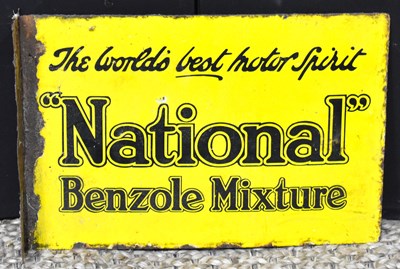 The World's best motor Spirit
"National"
Benzole Mixture